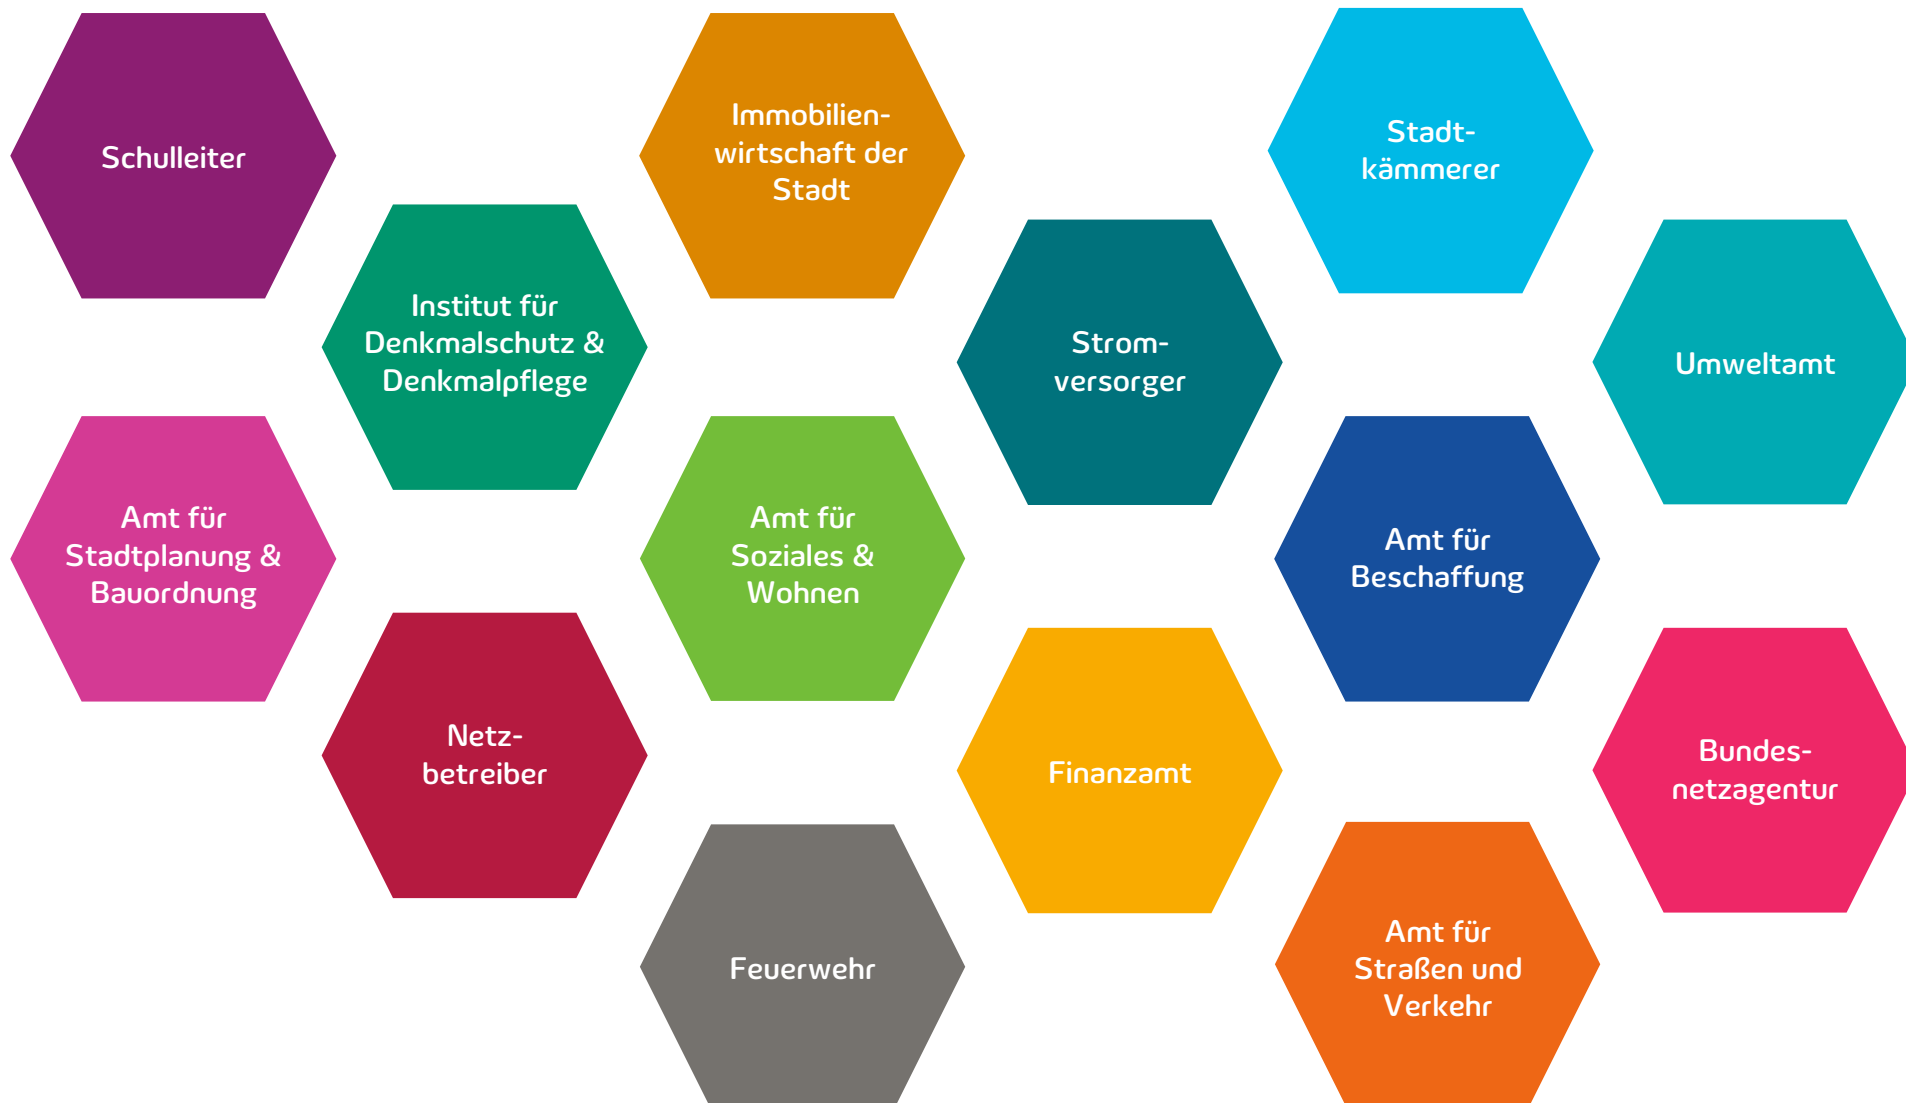 Schulleiter
Immobilien-
wirtschaft der
Stadt
Stadt-
kämmerer
Institut für
Denkmalschutz &
Denkmalpflege
Strom-
versorger
Umweltamt
Amt für
Stadtplanung &
Bauordnung
Amt für
Soziales &
Wohnen
Amt für
Beschaffung
Netz-
betreiber
Finanzamt
Bundes-
netzagentur
Feuerwehr
Amt für
Straßen und
Verkehr